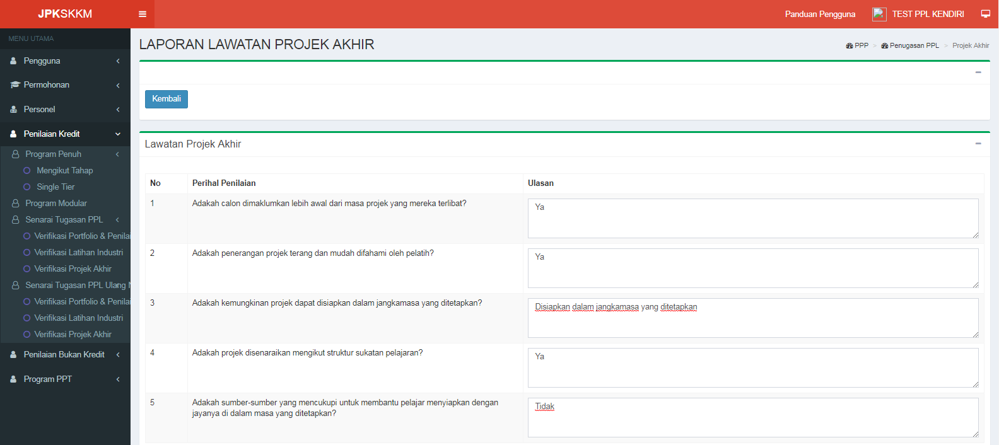 JPKSKKM
Panduan Pengguna
TEST PPL KENDIRI
MENU UTAMA
Pengguna
Permohonan
Personel
Penilaian Kredit
Program Penuh
Mengikut Tahap
Single Tier
Program Modular
Senarai Tugasan PPL
Verifikasi Portfolio & Penilai
Verifikasi Latihan Industri
Verifikasi Projek Akhir
Senarai Tugasan PPL Ulang
Verifikasi Portfolio & Penilai
Verifikasi Latihan Industri
Verifikasi Projek Akhir
Penilaian Bukan Kredit
Program PPT
LAPORAN LAWATAN PROJEK AKHIR
PPP > Penugasan PPL > Projek Akhir
Kembali
Lawatan Projek Akhir
No Perihal Penilaian Ulasan
1 Adakah calon dimaklumkan lebih awal dari masa projek yang mereka terlibat? Ya
2 Adakah penerangan projek terang dan mudah difahami oleh pelatih? Ya
3 Adakah kemungkinan projek dapat disiapkan dalam jangkamasa yang ditetapkan? Disiapkan dalam jangkamasa yang ditetapkan
4 Adakah projek disenaraikan mengikut struktur sukatan pelajaran? Ya
5 Adakah sumber-sumber yang mencukupi untuk membantu pelajar menyiapkan dengan
jayanya di dalam masa yang ditetapkan? Tidak